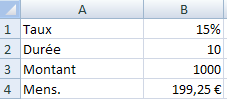 A B
1 Taux 15%
2 Durée 10
3 Montant 1000
4 Mens. 199,25 €